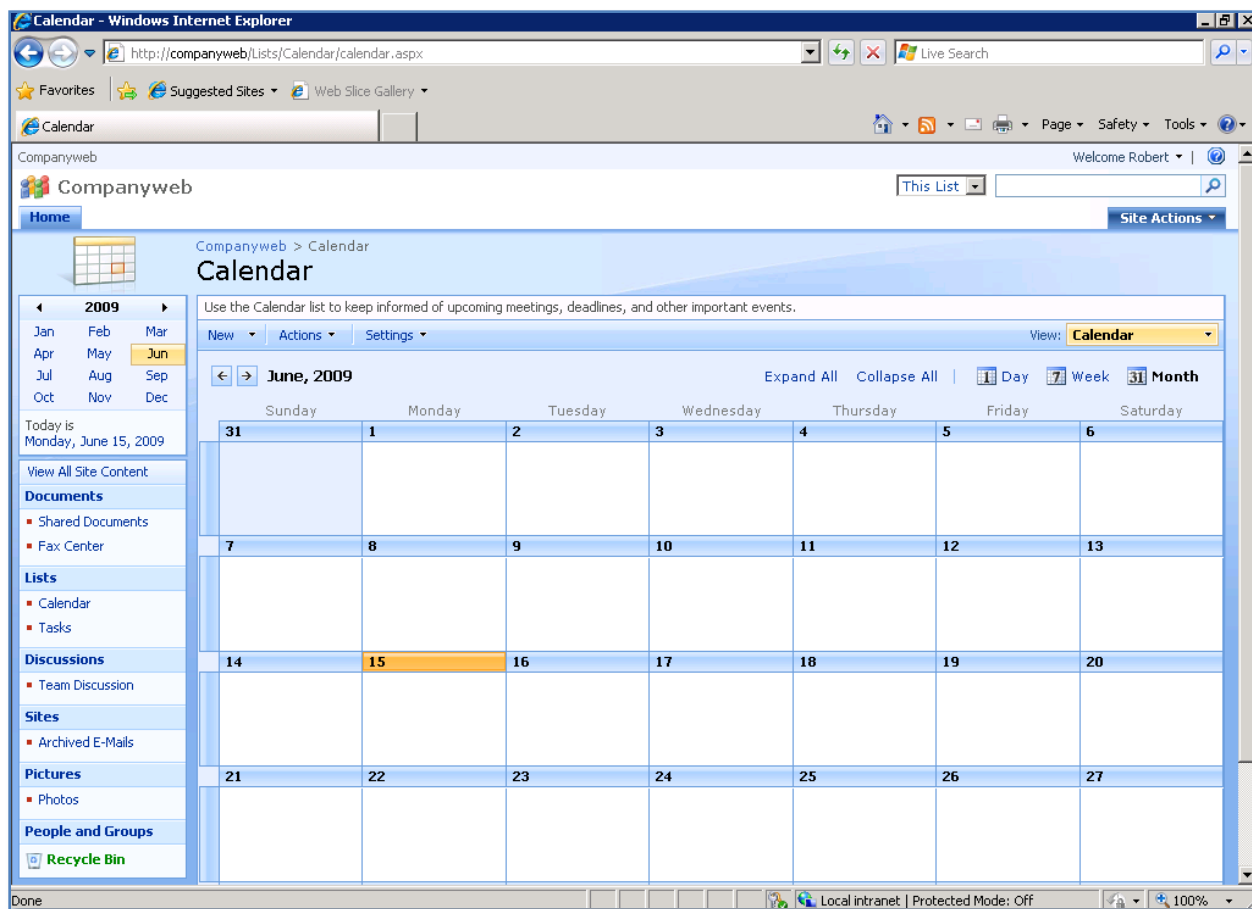 Calendar - Windows Internet Explorer
http://companyweb/Lists/Calendar/calendar.aspx
Live Search
Favorites Suggested Sites Web Slice Gallery
Calendar
Page Safety Tools
Companyweb
Welcome Robert |
Companyweb
This List
Home
Site Actions
Companyweb > Calendar
Calendar
2009
Jan Feb Mar
Apr May Jun
Jul Aug Sep
Oct Nov Dec
Today is
Monday, June 15, 2009
View All Site Content
Documents
Shared Documents
Fax Center
Lists
Calendar
Tasks
Discussions
Team Discussion
Sites
Archived E-Mails
Pictures
Photos
People and Groups
Recycle Bin
Use the Calendar list to keep informed of upcoming meetings, deadlines, and other important events.
New Actions Settings
View: Calendar
June, 2009
Expand All Collapse All | 1 Day 7 Week 31 Month
Sunday Monday Tuesday Wednesday Thursday Friday Saturday
31 1 2 3 4 5 6
7 8 9 10 11 12 13
14 15 16 17 18 19 20
21 22 23 24 25 26 27
Done
Local intranet | Protected Mode: Off
100%